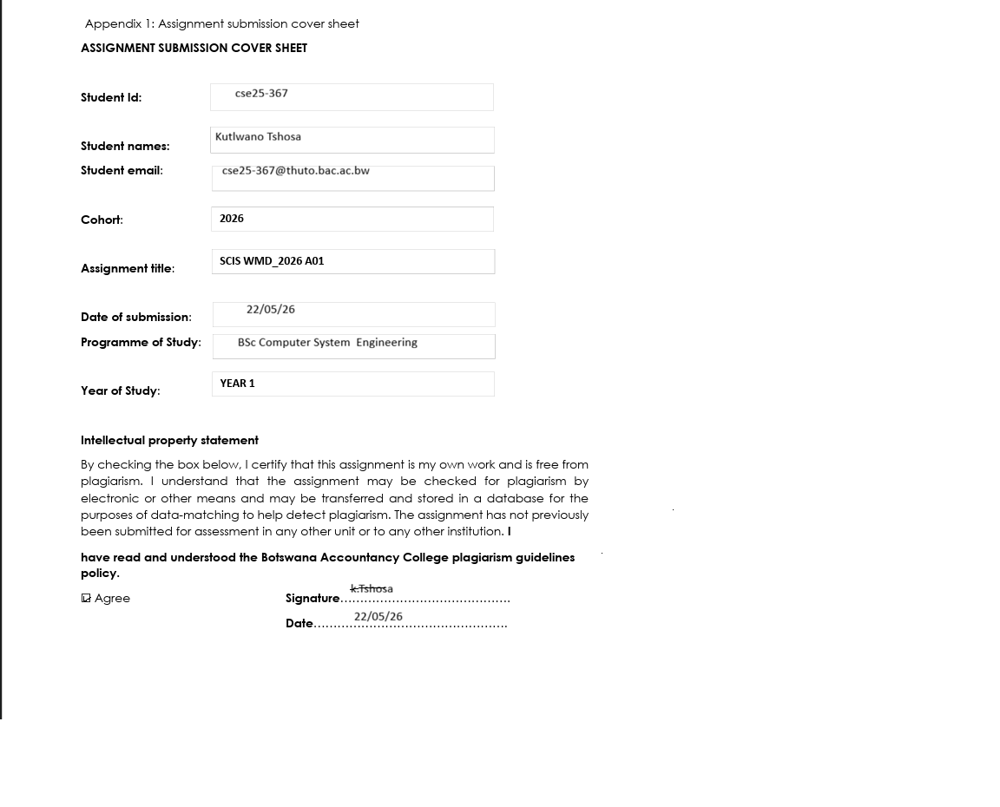 Appendix 1: Assignment submission cover sheet
ASSIGNMENT SUBMISSION COVER SHEET
Student Id: cse25-367
Student names: Kutlwano Tshosa
Student email: cse25-367@thuto.bac.ac.bw
Cohort: 2026
Assignment title: SCIS WMD_2026 A01
Date of submission: 22/05/26
Programme of Study: BSc Computer System  Engineering
Year of Study: YEAR 1
Intellectual property statement
By checking the box below, I certify that this assignment is my own work and is free from
plagiarism. I understand that the assignment may be checked for plagiarism by
electronic or other means and may be transferred and stored in a database for the
purposes of data-matching to help detect plagiarism. The assignment has not previously
been submitted for assessment in any other unit or to any other institution. I
have read and understood the Botswana Accountancy College plagiarism guidelines
policy.
☑ Agree Signature k.Tshosa
Date 22/05/26